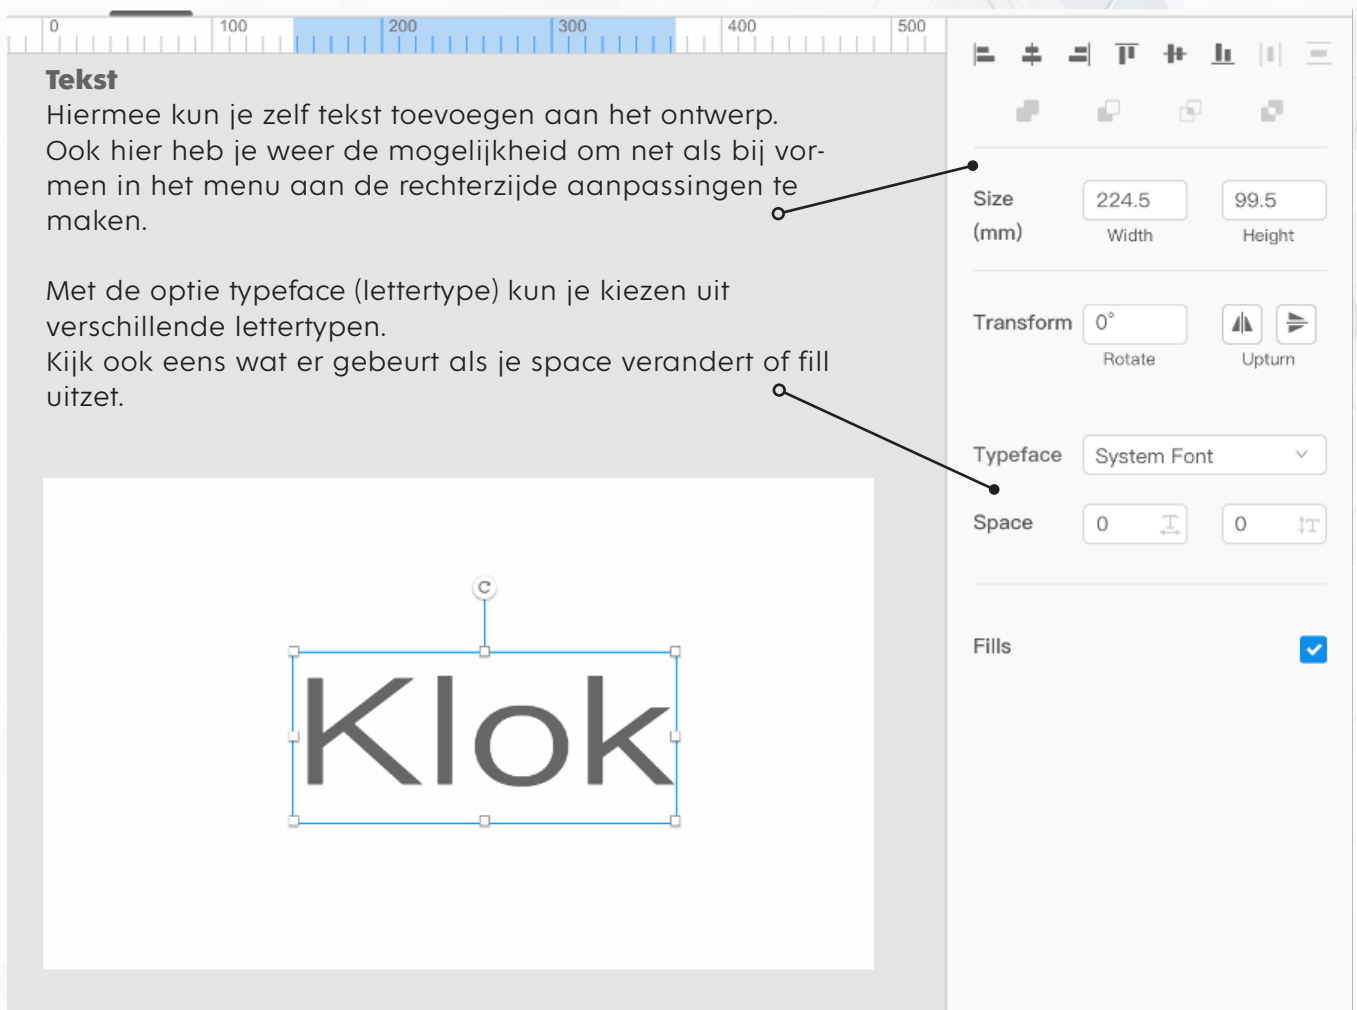 0 100 200 300 400 500
Tekst
Hiermee kun je zelf tekst toevoegen aan het ontwerp.
Ook hier heb je weer de mogelijkheid om net als bij vor-
men in het menu aan de rechterzijde aanpassingen te
maken.
Met de optie typeface (lettertype) kun je kiezen uit
verschillende lettertypen.
Kijk ook eens wat er gebeurt als je space verandert of fill
uitzet.
Klok
Size 224.5 99.5
(mm) Width Height
Transform 0°
Rotate Upturn
Typeface System Font
Space 0 0
Fills